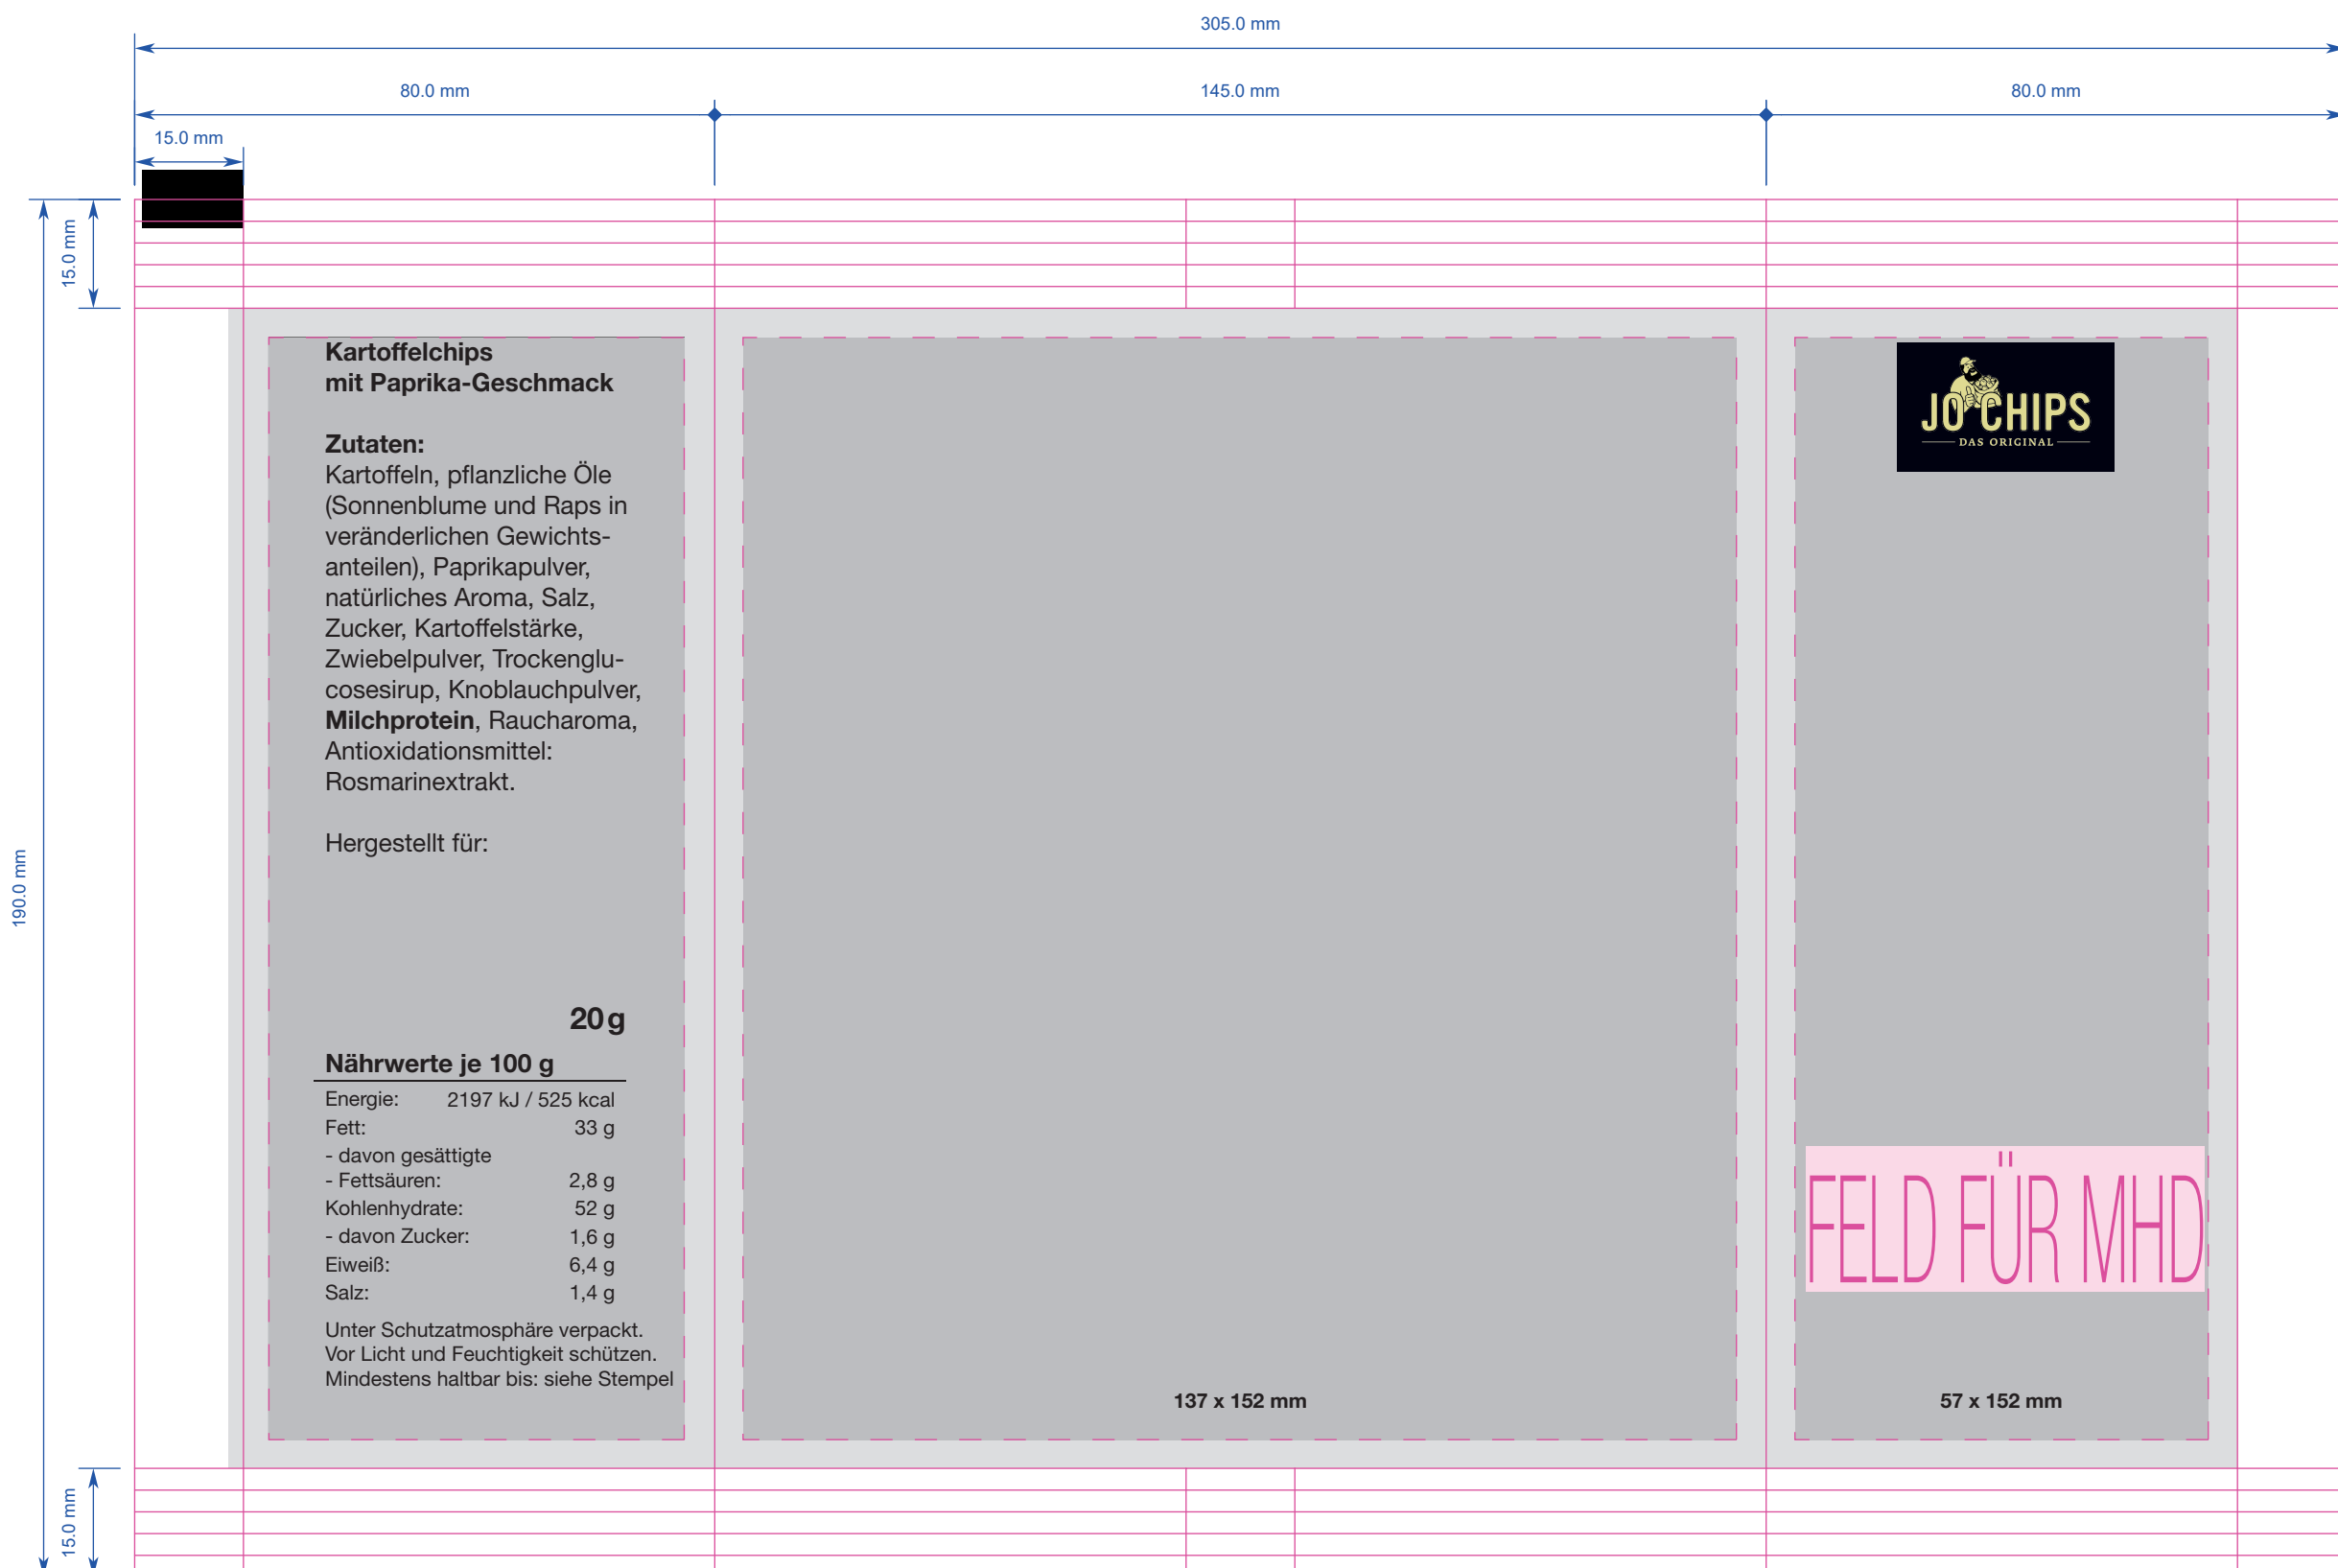 305.0 mm
80.0 mm
145.0 mm
80.0 mm
15.0 mm
15.0 mm
190.0 mm
15.0 mm
Kartoffelchips
mit Paprika-Geschmack
Zutaten:
Kartoffeln, pflanzliche Öle
(Sonnenblume und Raps in
veränderlichen Gewichts-
anteilen), Paprikapulver,
natürliches Aroma, Salz,
Zucker, Kartoffelstärke,
Zwiebelpulver, Trockenglu-
cosesirup, Knoblauchpulver,
Milchprotein, Raucharoma,
Antioxidationsmittel:
Rosmarinextrakt.
Hergestellt für:
20 g
Nährwerte je 100 g
Energie: 2197 kJ / 525 kcal
Fett: 33 g
- davon gesättigte
- Fettsäuren: 2,8 g
Kohlenhydrate: 52 g
- davon Zucker: 1,6 g
Eiweiß: 6,4 g
Salz: 1,4 g
Unter Schutzatmosphäre verpackt.
Vor Licht und Feuchtigkeit schützen.
Mindestens haltbar bis: siehe Stempel
137 x 152 mm
JO CHIPS
DAS ORIGINAL
FELD FÜR MHD
57 x 152 mm